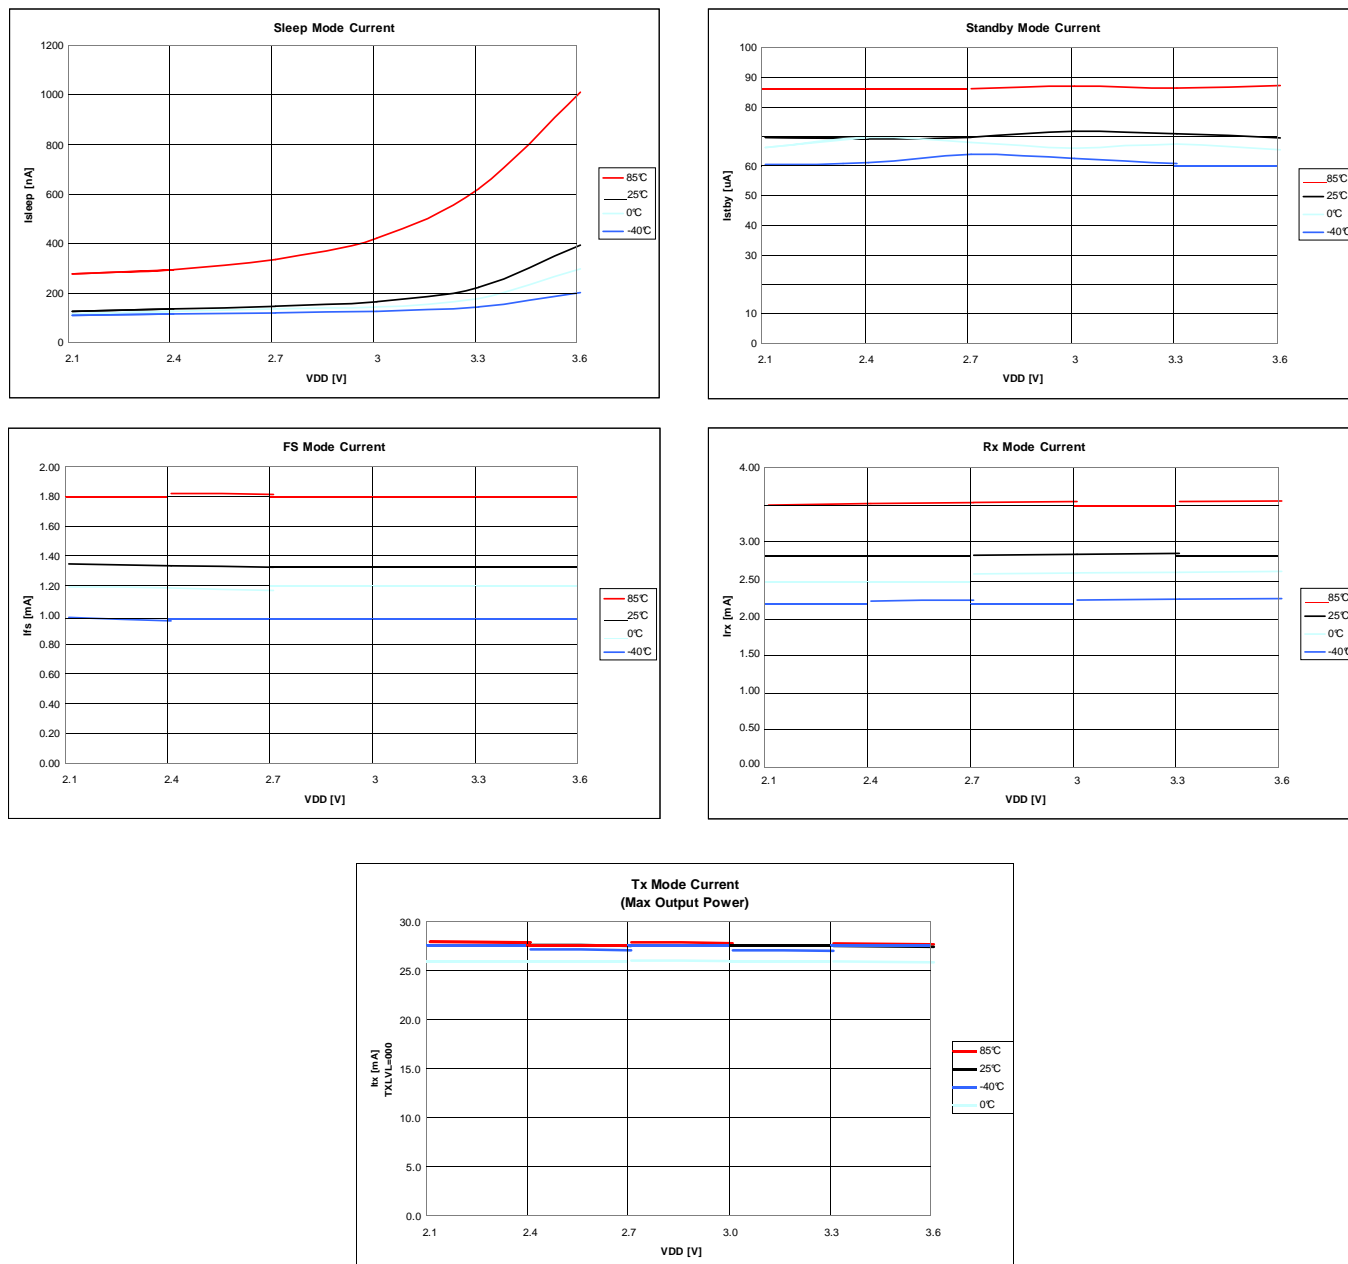 Sleep Mode Current
1200
1000
800
600
400
200
0
Isleep [nA]
2.1 2.4 2.7 3 3.3 3.6
VDD [V]
85°C
25°C
0°C
-40°C
Standby Mode Current
100
90
80
70
60
50
40
30
20
10
0
Istby [uA]
2.1 2.4 2.7 3 3.3 3.6
VDD [V]
85°C
25°C
0°C
-40°C
FS Mode Current
2.00
1.80
1.60
1.40
1.20
1.00
0.80
0.60
0.40
0.20
0.00
Ifs [mA]
2.1 2.4 2.7 3 3.3 3.6
VDD [V]
85°C
25°C
0°C
-40°C
Rx Mode Current
4.00
3.00
2.50
2.00
1.50
1.00
0.50
0.00
Irx [mA]
2.1 2.4 2.7 3 3.3 3.6
VDD [V]
85°C
25°C
0°C
-40°C
Tx Mode Current
(Max Output Power)
30.0
25.0
20.0
15.0
10.0
5.0
0.0
Itx [mA]
TXLVL=000
2.1 2.4 2.7 3.0 3.3 3.6
VDD [V]
85°C
25°C
-40°C
0°C